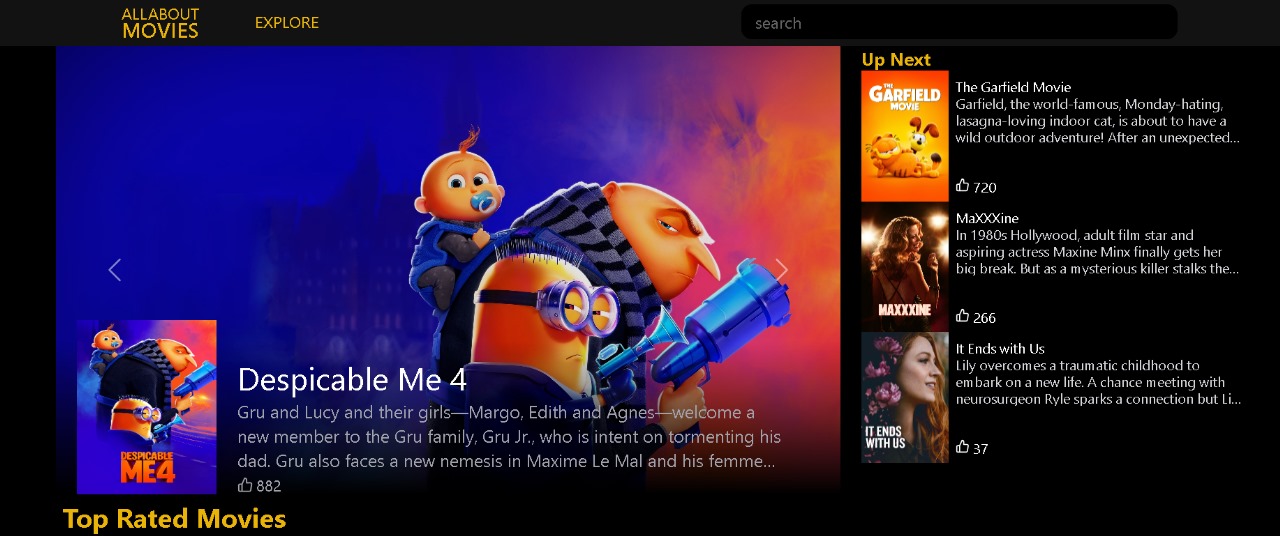 ALLABOUT
MOVIES
EXPLORE
search
Up Next
THE
GARFIELD
MOVIE
The Garfield Movie
Garfield, the world-famous, Monday-hating,
lasagna-loving indoor cat, is about to have a
wild outdoor adventure! After an unexpected...
720
MAXXXINE
MaXXXine
In 1980s Hollywood, adult film star and
aspiring actress Maxine Minx finally gets her
big break. But as a mysterious killer stalks the...
266
IT ENDS
WITH US
It Ends with Us
Lily overcomes a traumatic childhood to
embark on a new life. A chance meeting with
neurosurgeon Ryle sparks a connection but Li...
37
DESPICABLE
ME4
Despicable Me 4
Gru and Lucy and their girls—Margo, Edith and Agnes—welcome a
new member to the Gru family, Gru Jr., who is intent on tormenting his
dad. Gru also faces a new nemesis in Maxime Le Mal and his femme...
882
Top Rated Movies